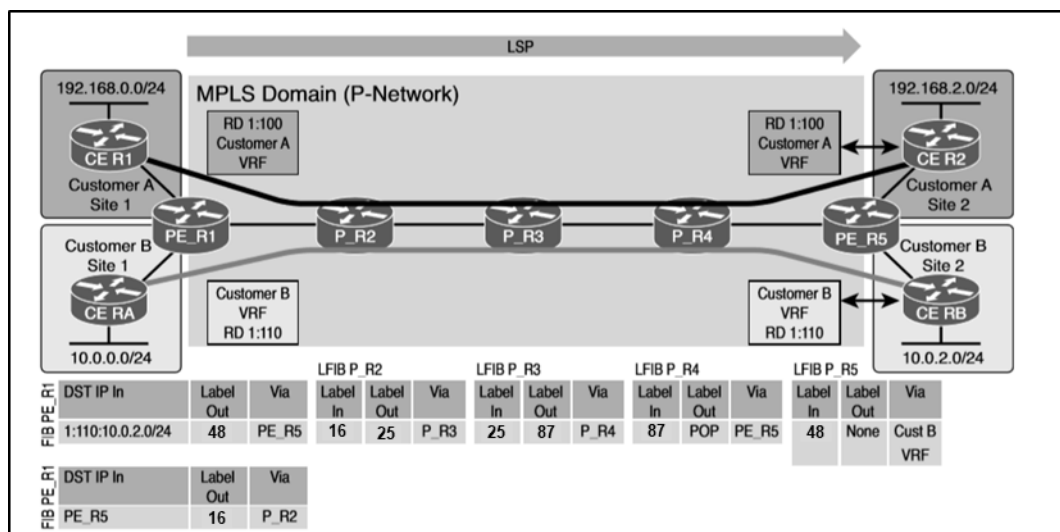 LSP
192.168.0.0/24
MPLS Domain (P-Network)
192.168.2.0/24
RD 1:100
Customer A
VRF
RD 1:100
Customer A
VRF
CE R1
CE R2
Customer A
Site 1
Customer A
Site 2
PE_R1
P_R2
P_R3
P_R4
PE_R5
Customer B
Site 1
Customer B
Site 2
Customer B
VRF
RD 1:110
Customer B
VRF
RD 1:110
CE RA
CE RB
10.0.0.0/24
10.0.2.0/24
FIB PE_R1
DST IP In Label Out Via
1:110:10.0.2.0/24 48 PE_R5
LFIB P_R2
Label In Label Out Via
16 25 P_R3
LFIB P_R3
Label In Label Out Via
25 87 P_R4
LFIB P_R4
Label In Label Out Via
87 POP PE_R5
LFIB P_R5
Label In Label Out Via
48 None Cust B VRF
FIB PE_R1
DST IP In Label Out Via
PE_R5 16 P_R2